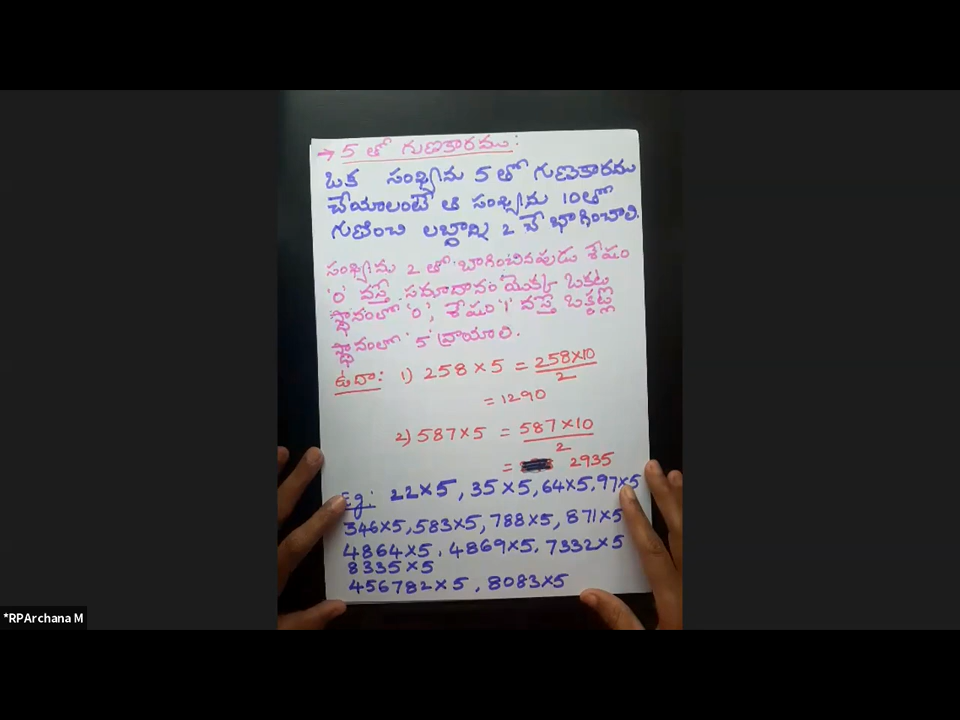 → 5 తో గుణకారము:
ఒక సంఖ్యను 5 తో గుణకారము
చేయాలంటే ఆ సంఖ్యను 10తో
గుణించి లబ్దాన్ని 2 చే భాగించాలి.
సంఖ్యను 2 తో భాగించినపుడు శేషం
'0' వస్తే సమాదానం యొక్క ఒకట్ల
స్థానంలో '0', శేషం '1' వస్తే ఒకట్ల
స్థానంలో '5' వ్రాయాలి.
ఉదా: 1) 258 × 5 = 258×10
2
= 1290
2) 587×5 = 587×10
2
= 2935
Eg: 22×5, 35×5, 64×5, 97×5
346×5, 583×5, 788×5, 871×5
4864×5, 4869×5, 7332×5
8335×5
456782×5, 8083×5
*RPArchana M